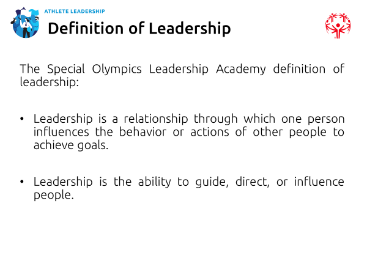 ATHLETE LEADERSHIP
Definition of Leadership
The Special Olympics Leadership Academy definition of
leadership:
• Leadership is a relationship through which one person
influences the behavior or actions of other people to
achieve goals.
• Leadership is the ability to guide, direct, or influence
people.